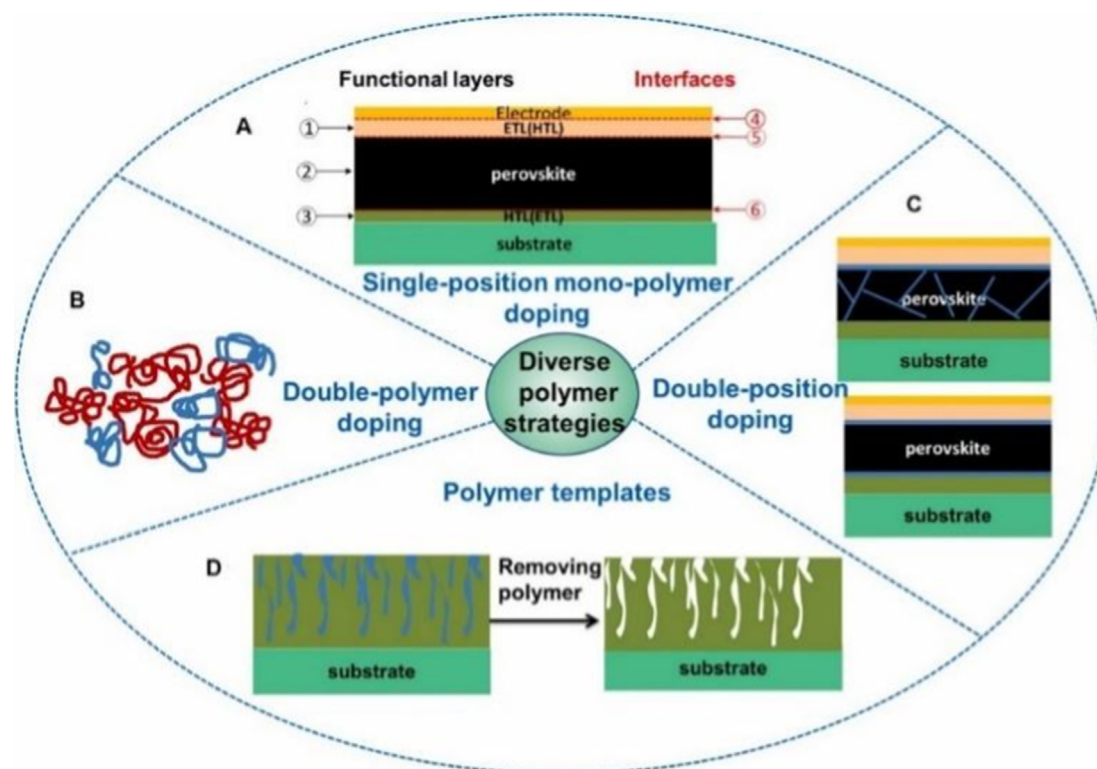 Functional layers
Interfaces
A
Electrode
① ETL(HTL) ④
⑤
② perovskite
③ HTL(ETL) ⑥
substrate
Single-position mono-polymer
doping
B
Double-polymer
doping
Diverse
polymer
strategies
C
perovskite
substrate
Double-position
doping
perovskite
substrate
Polymer templates
D
Removing
polymer
substrate
substrate